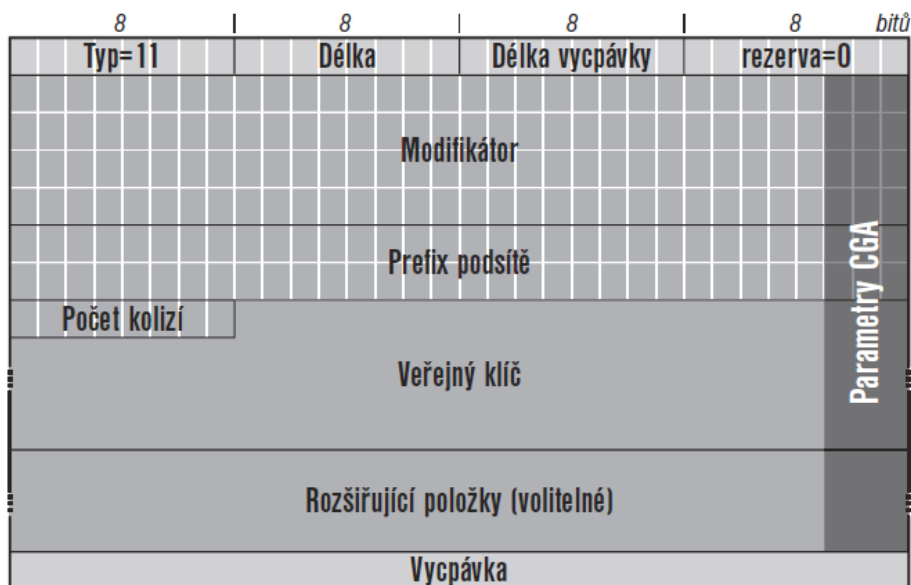 8 8 8 8 bitů
Typ=11 Délka Délka vycpávky rezerva=0
Modifikátor
Prefix podsítě
Počet kolizí
Veřejný klíč
Parametry CGA
Rozšiřující položky (volitelné)
Vycpávka